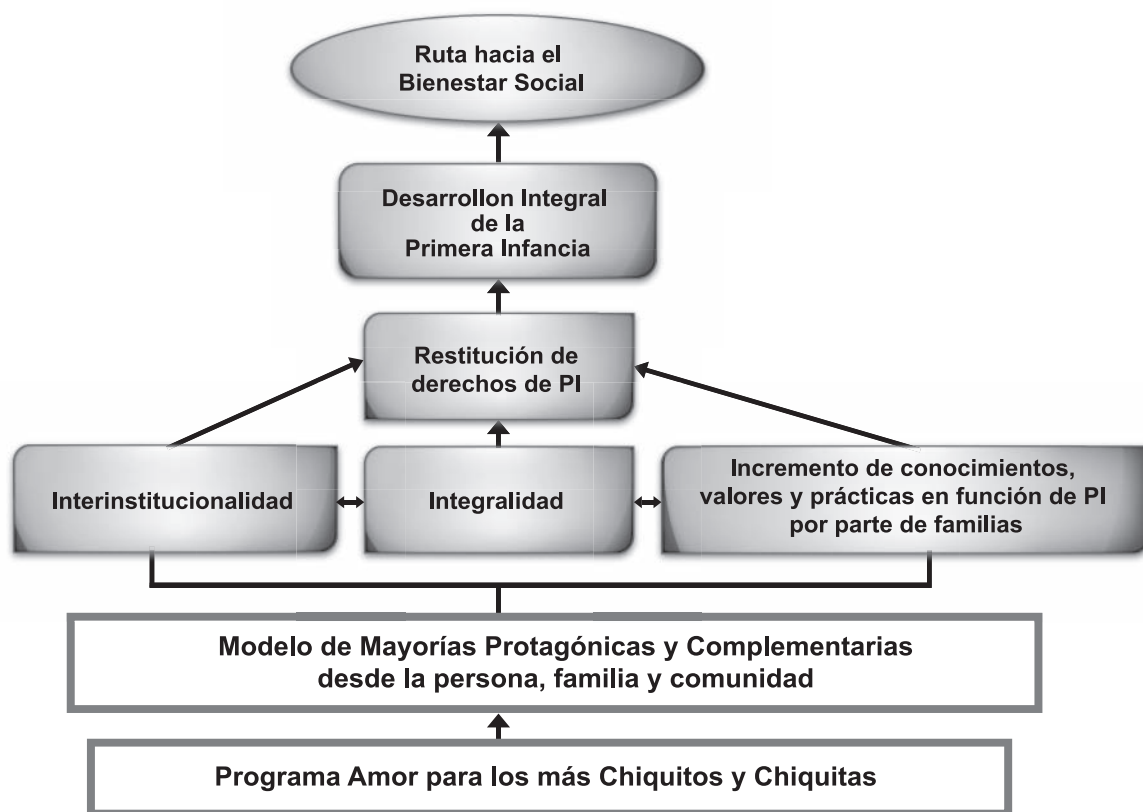 Ruta hacia el
Bienestar Social
Desarrollon Integral
de la
Primera Infancia
Restitución de
derechos de PI
Interinstitucionalidad
Integralidad
Incremento de conocimientos,
valores y prácticas en función de PI
por parte de familias
Modelo de Mayorías Protagónicas y Complementarias
desde la persona, familia y comunidad
Programa Amor para los más Chiquitos y Chiquitas